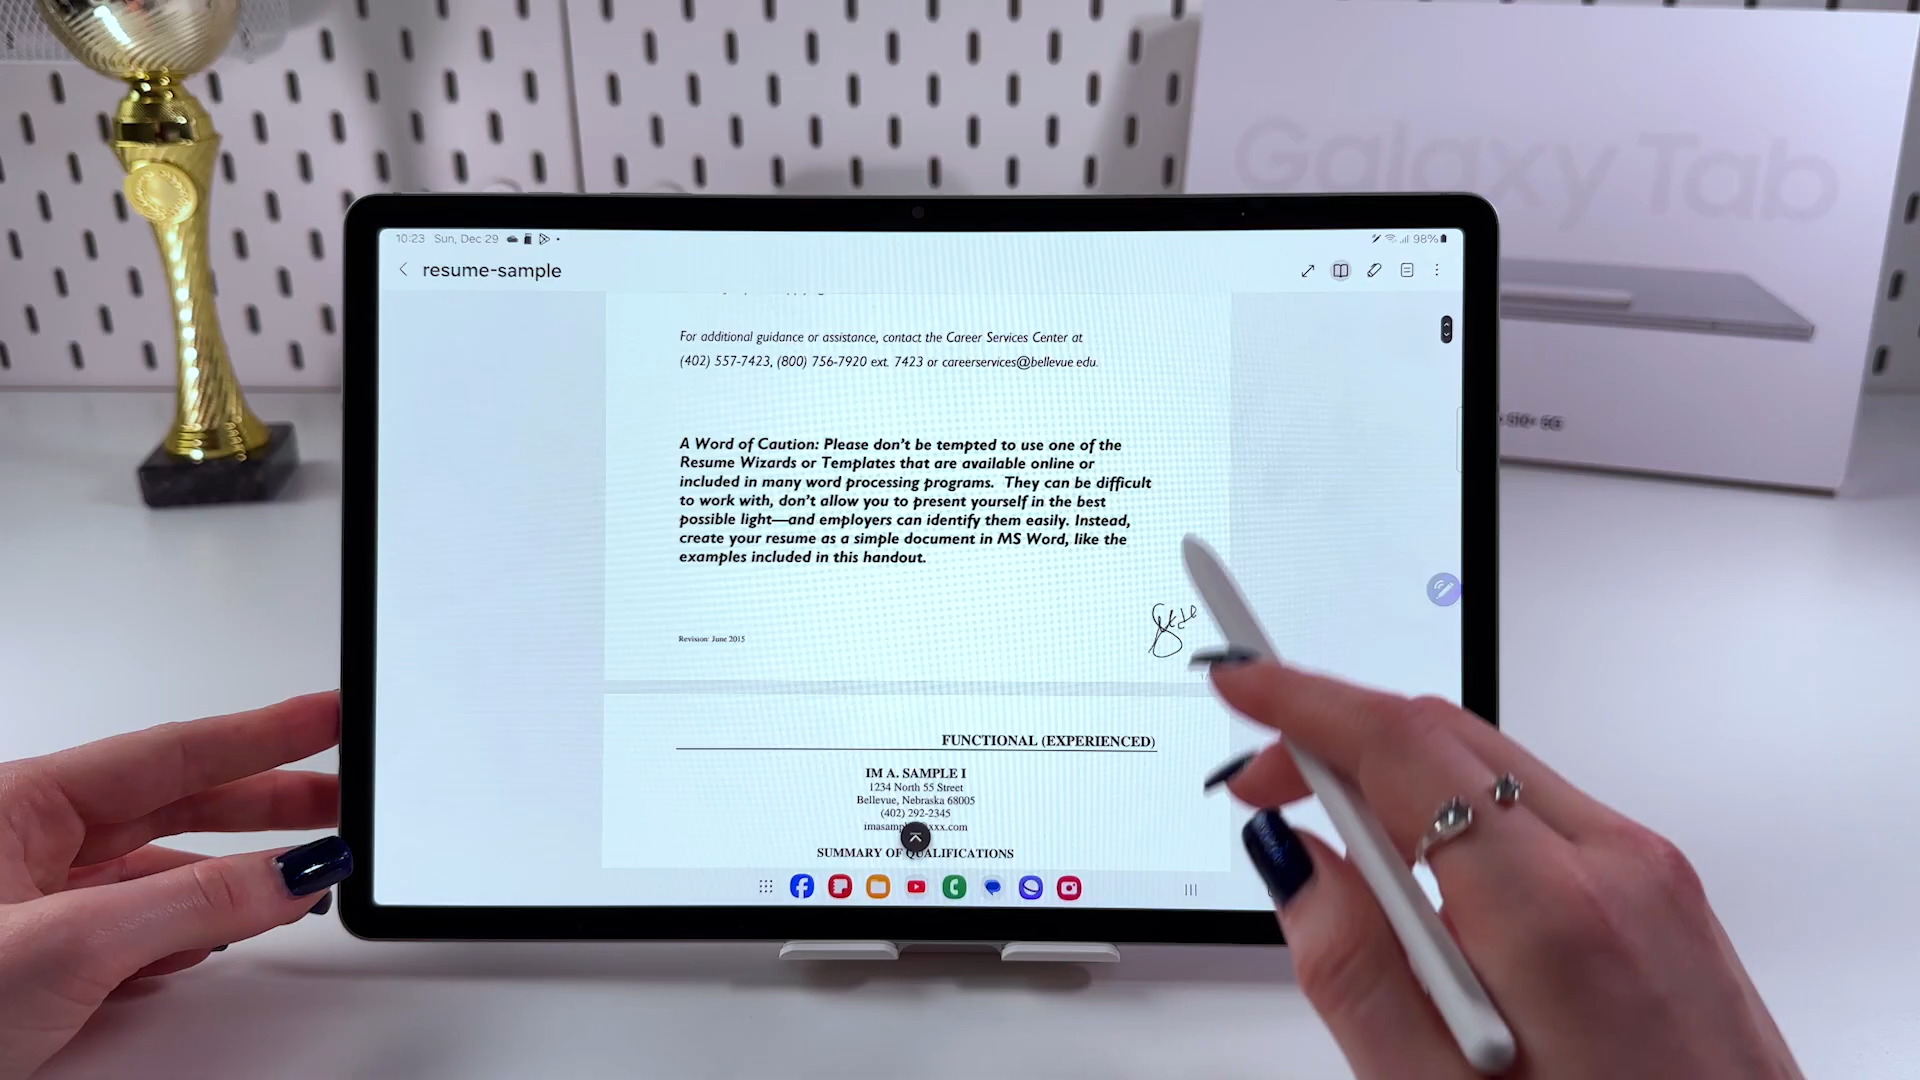 Galaxy Tab
10:23 Sun, Dec 29
98%
resume-sample
For additional guidance or assistance, contact the Career Services Center at
(402) 557-7423, (800) 756-7920 ext. 7423 or careerservices@bellevue.edu.
A Word of Caution: Please don't be tempted to use one of the
Resume Wizards or Templates that are available online or
included in many word processing programs. They can be difficult
to work with, don't allow you to present yourself in the best
possible light—and employers can identify them easily. Instead,
create your resume as a simple document in MS Word, like the
examples included in this handout.
Revision: June 2015
FUNCTIONAL (EXPERIENCED)
IM A. SAMPLE I
1234 North 55 Street
Bellevue, Nebraska 68005
(402) 292-2345
xxx.com
SUMMARY OF QUALIFICATIONS